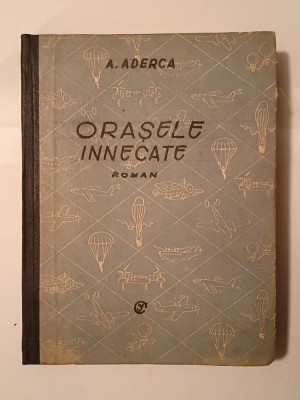 A. ADERCA
ORAȘELE
INNECATE
ROMAN